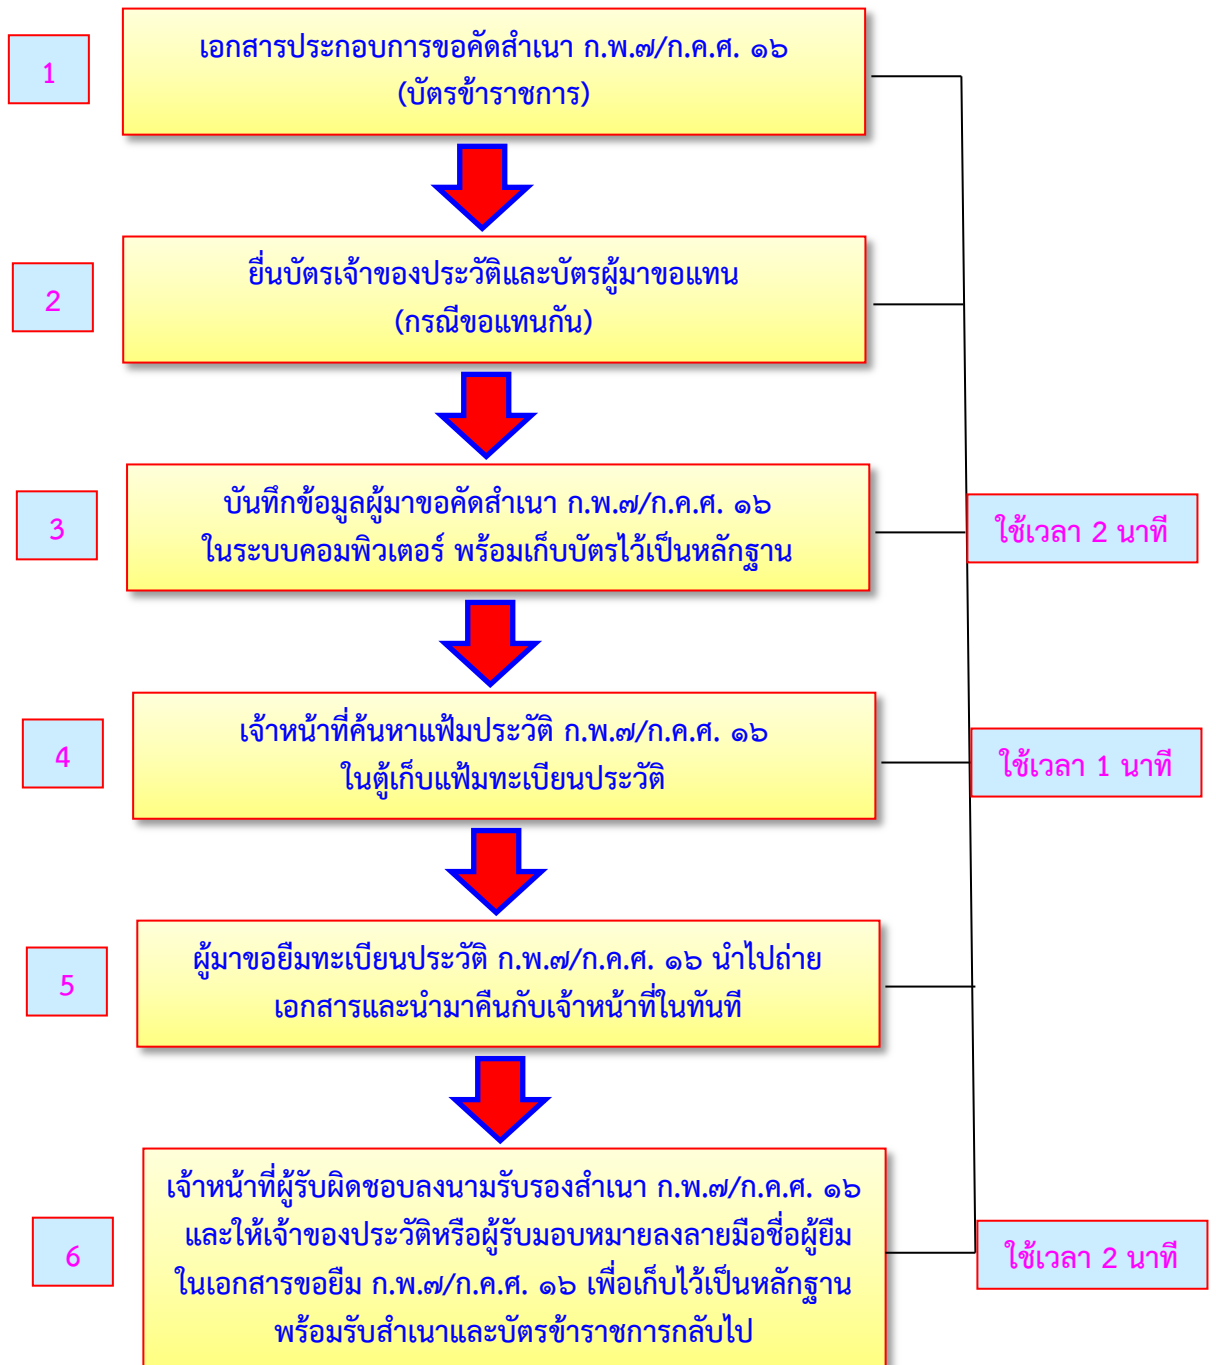 1
เอกสารประกอบการขอคัดสำเนา ก.พ.๗/ก.ค.ศ. ๑๖
(บัตรข้าราชการ)
2
ยื่นบัตรเจ้าของประวัติและบัตรผู้มาขอแทน
(กรณีขอแทนกัน)
3
บันทึกข้อมูลผู้มาขอคัดสำเนา ก.พ.๗/ก.ค.ศ. ๑๖
ในระบบคอมพิวเตอร์ พร้อมเก็บบัตรไว้เป็นหลักฐาน
ใช้เวลา 2 นาที
4
เจ้าหน้าที่ค้นหาแฟ้มประวัติ ก.พ.๗/ก.ค.ศ. ๑๖
ในตู้เก็บแฟ้มทะเบียนประวัติ
ใช้เวลา 1 นาที
5
ผู้มาขอยืมทะเบียนประวัติ ก.พ.๗/ก.ค.ศ. ๑๖ นำไปถ่าย
เอกสารและนำมาคืนกับเจ้าหน้าที่ในทันที
6
เจ้าหน้าที่ผู้รับผิดชอบลงนามรับรองสำเนา ก.พ.๗/ก.ค.ศ. ๑๖
และให้เจ้าของประวัติหรือผู้รับมอบหมายลงลายมือชื่อผู้ยืม
ในเอกสารขอยืม ก.พ.๗/ก.ค.ศ. ๑๖ เพื่อเก็บไว้เป็นหลักฐาน
พร้อมรับสำเนาและบัตรข้าราชการกลับไป
ใช้เวลา 2 นาที